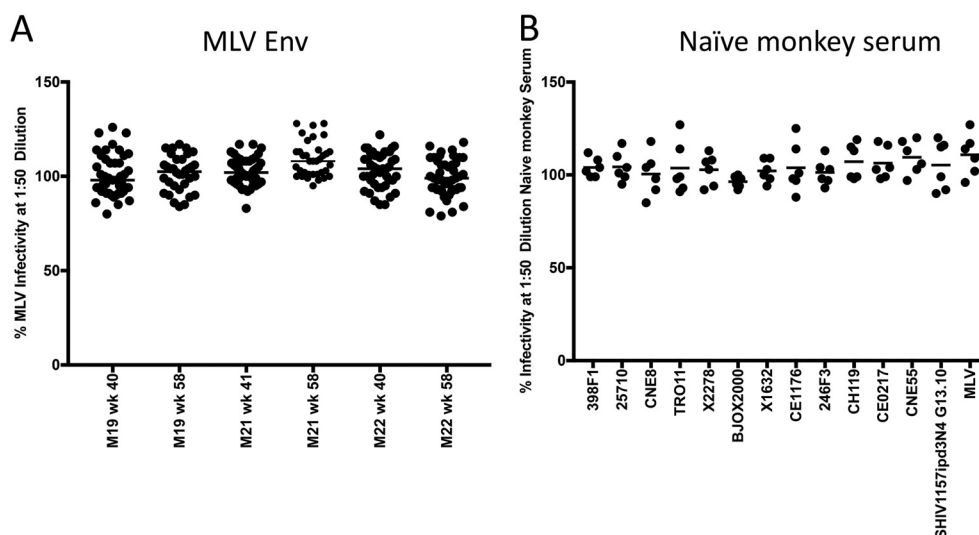 A
MLV Env
% MLV Infectivity at 1:50 Dilution
150
100
50
0
M19 wk 40
M19 wk 58
M21 wk 41
M21 wk 58
M22 wk 40
M22 wk 58
B
Naïve monkey serum
% Infectivity at 1:50 Dilution Naive monkey Serum
150
100
50
0
398F1
25710
CNE8
TRO11
X2278
BJOX2000
X1632
CE1176
246F3
CH119
CE0217
CNE55
SHIV1157ipd3N4 G13.10
MLV